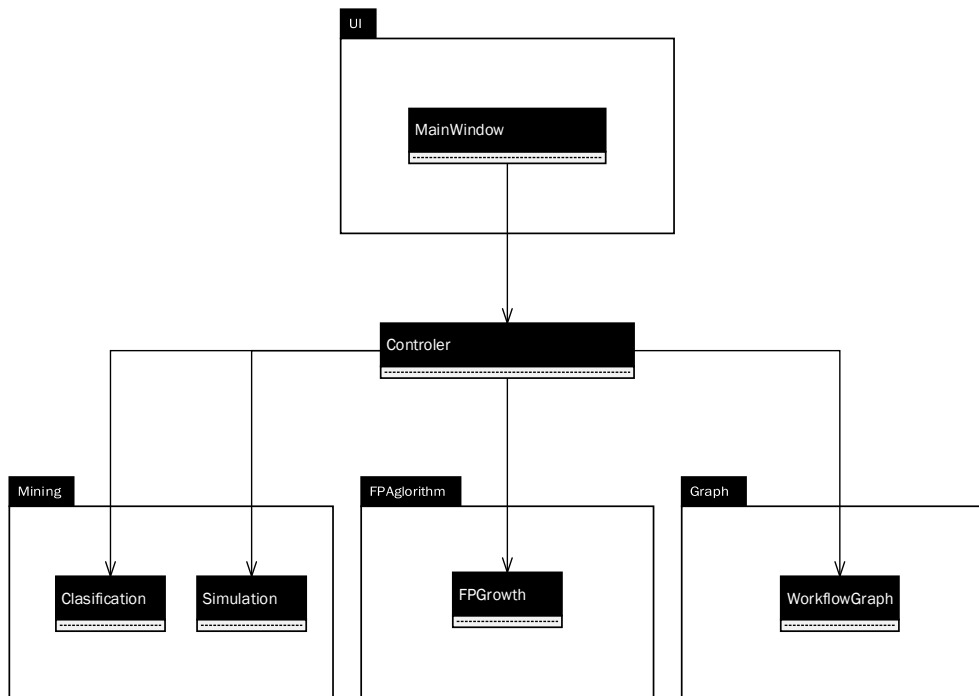 UI
MainWindow
Controler
Mining
FPAglorithm
Graph
Clasification
Simulation
FPGrowth
WorkflowGraph